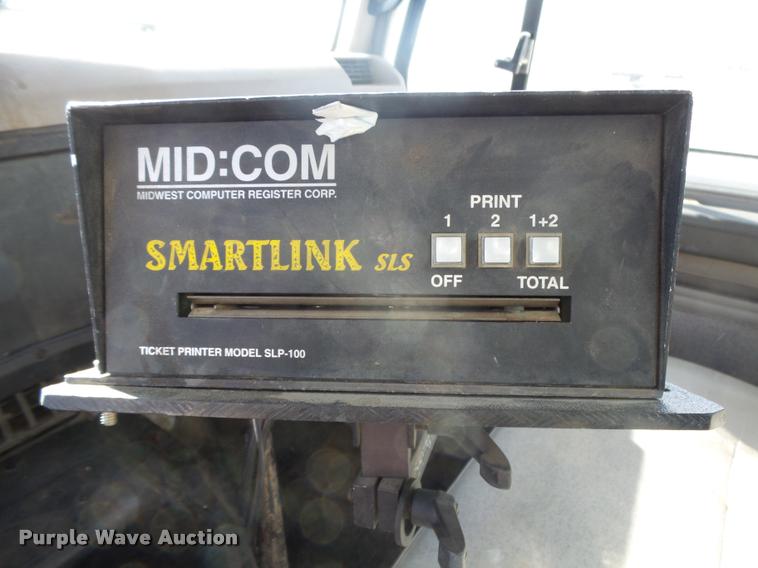 MID:COM
MIDWEST COMPUTER REGISTER CORP.
PRINT
1 2 1+2
SMARTLINK SLS
OFF TOTAL
TICKET PRINTER MODEL SLP-100
Purple Wave Auction